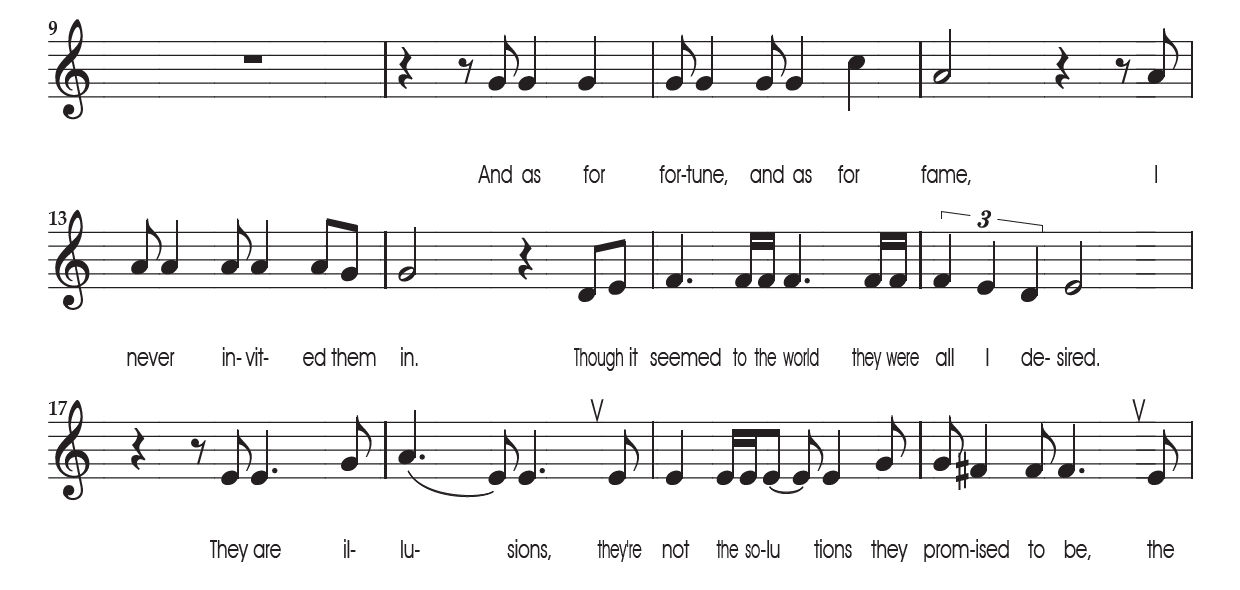 9
And as for for-tune, and as for fame, I
13
3
never in-vit- ed them in. Though it seemed to the world they were all I de- sired.
17
They are il- lu- sions, they're not the so-lu tions they prom-ised to be, the